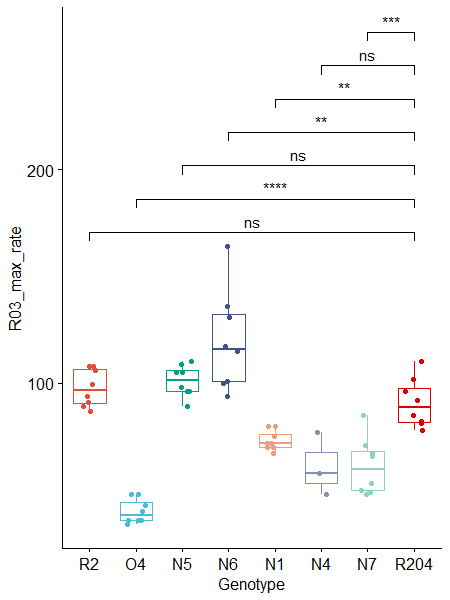 ***
ns
**
**
ns
****
ns
200
100
R03_max_rate
R2 O4 N5 N6 N1 N4 N7 R204
Genotype